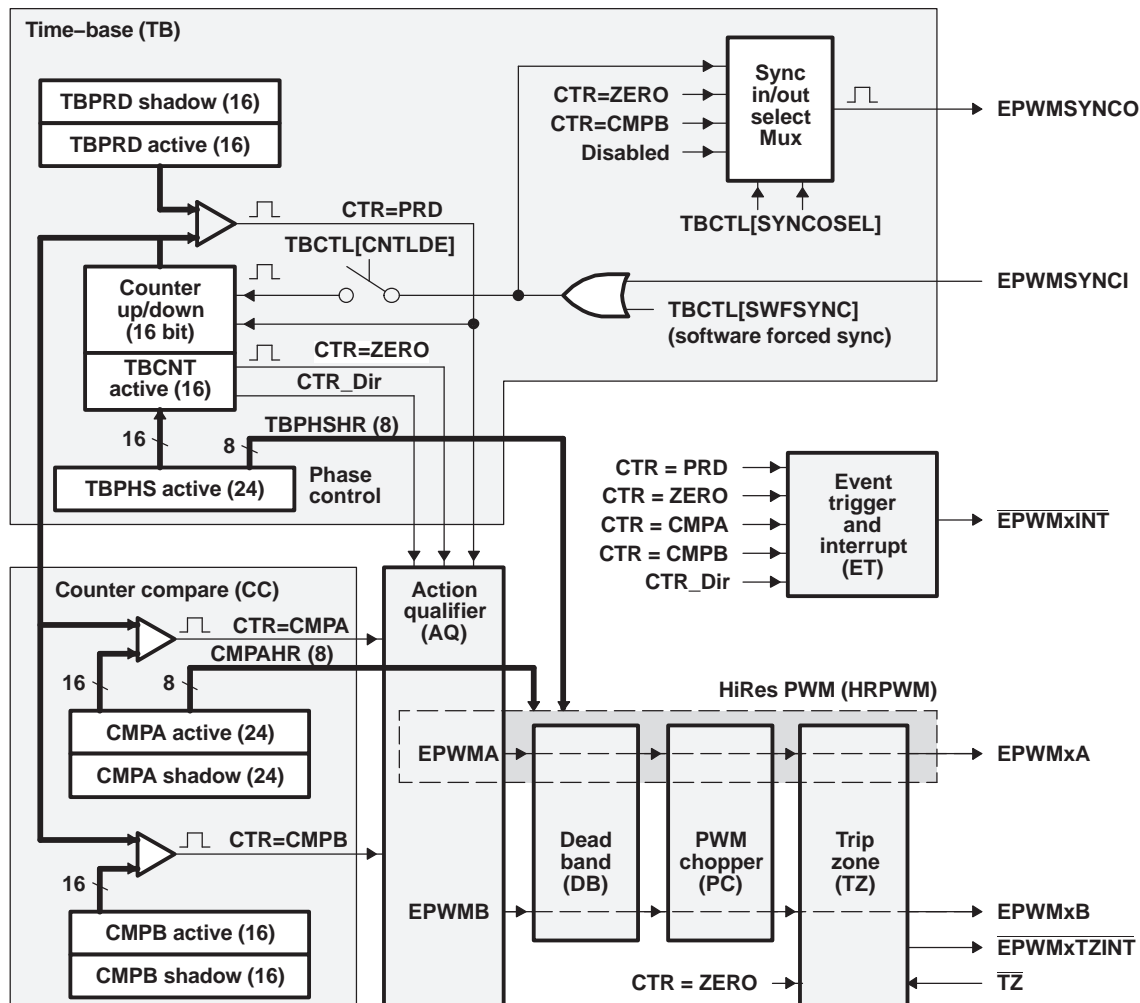 Time–base (TB)
TBPRD shadow (16)
TBPRD active (16)
CTR=PRD
TBCTL[CNTLDE]
Counter
up/down
(16 bit)
TBCNT
active (16)
CTR=ZERO
CTR_Dir
16
8
TBPHSHR (8)
TBPHS active (24)
Phase
control
CTR=ZERO
CTR=CMPB
Disabled
Sync
in/out
select
Mux
TBCTL[SYNCOSEL]
EPWMSYNCO
EPWMSYNCI
TBCTL[SWFSYNC]
(software forced sync)
CTR = PRD
CTR = ZERO
CTR = CMPA
CTR = CMPB
CTR_Dir
Event
trigger
and
interrupt
(ET)
EPWMxINT
Counter compare (CC)
CTR=CMPA
CMPAHR (8)
16
8
CMPA active (24)
CMPA shadow (24)
CTR=CMPB
16
CMPB active (16)
CMPB shadow (16)
Action
qualifier
(AQ)
HiRes PWM (HRPWM)
EPWMA
EPWMB
Dead
band
(DB)
PWM
chopper
(PC)
Trip
zone
(TZ)
EPWMxA
EPWMxB
EPWMxTZINT
CTR = ZERO
TZ